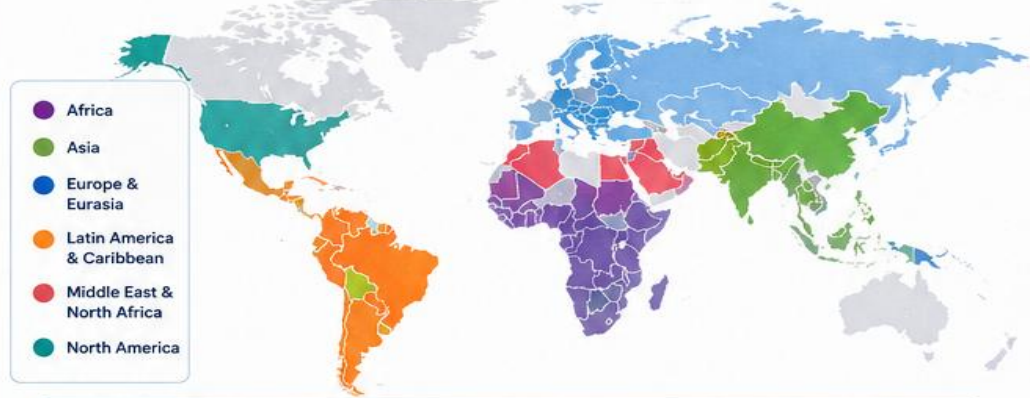 Africa
Asia
Europe &
Eurasia
Latin America
& Caribbean
Middle East &
North Africa
North America